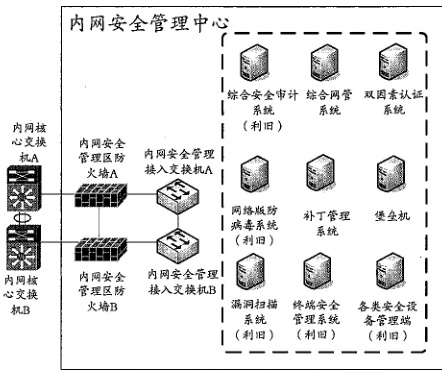 内网安全管理中心
综合安全审计
系统
(利旧)
综合网管
系统
双因素认证
系统
内网核
心交换
机A
内网安全
管理区防
火墙A
内网安全管理
接入交换机A
网络版防
病毒系统
(利旧)
补丁管理
系统
堡垒机
内网核
心交换
机B
内网安全
管理区防
火墙B
内网安全管理
接入交换机B
漏洞扫描
系统
(利旧)
终端安全
管理系统
(利旧)
各类安全设
备管理端
(利旧)